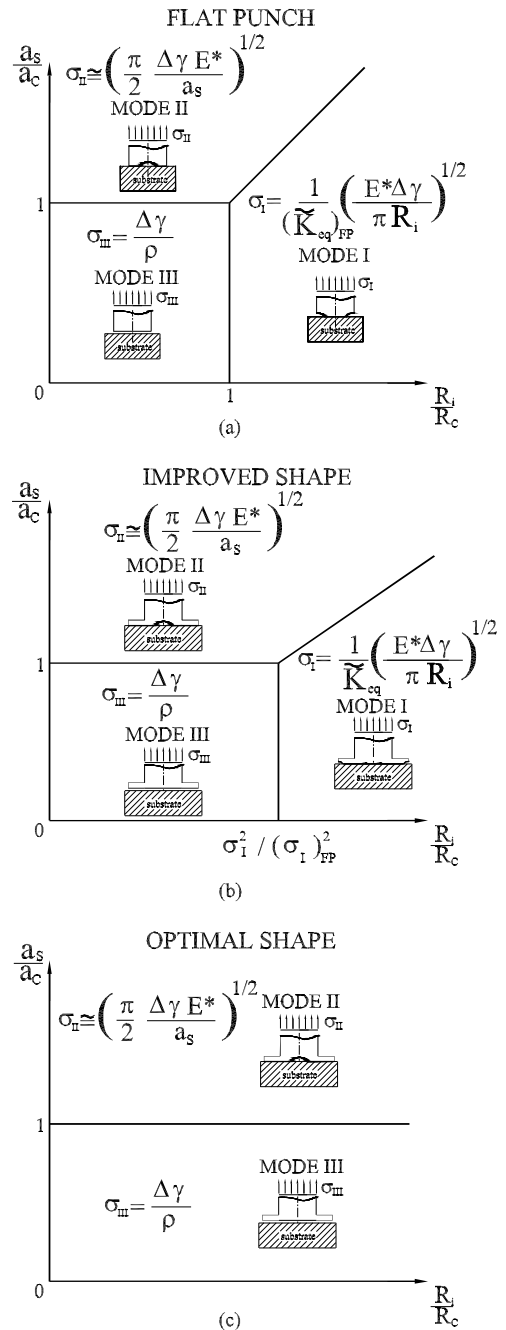 FLAT PUNCH
a_S/a_C
σ_II ≅ (π/2 Δγ E*/a_S)^1/2
MODE II
σ_II
substrate
1
σ_I = 1/(K̃_eq)_FP (E*Δγ/π R_i)^1/2
σ_III = Δγ/ρ
MODE I
σ_I
substrate
MODE III
σ_III
substrate
0
1
R_i/R_C
(a)
IMPROVED SHAPE
a_S/a_C
σ_II ≅ (π/2 Δγ E*/a_S)^1/2
MODE II
σ_II
substrate
1
σ_I = 1/K̃_eq (E*Δγ/π R_i)^1/2
σ_III = Δγ/ρ
MODE I
σ_I
substrate
MODE III
σ_III
substrate
0
σ_I^2 / (σ_I)_FP^2
R_i/R_C
(b)
OPTIMAL SHAPE
a_S/a_C
σ_II ≅ (π/2 Δγ E*/a_S)^1/2
MODE II
σ_II
substrate
1
σ_III = Δγ/ρ
MODE III
σ_III
substrate
0
R_i/R_C
(c)